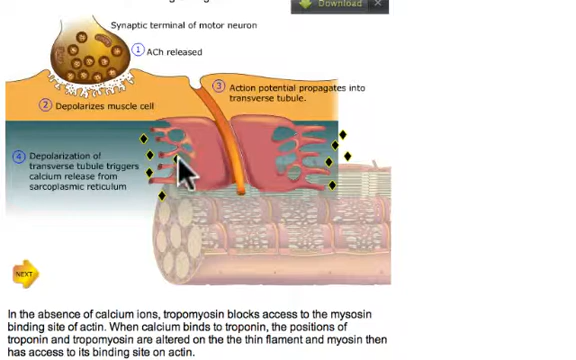 Download
Synaptic terminal of motor neuron
1 ACh released
3 Action potential propagates into
transverse tubule.
2 Depolarizes muscle cell
4 Depolarization of
transverse tubule triggers
calcium release from
sarcoplasmic reticulum
NEXT
In the absence of calcium ions, tropomyosin blocks access to the mysosin
binding site of actin. When calcium binds to troponin, the positions of
troponin and tropomyosin are altered on the the thin flament and myosin then
has access to its binding site on actin.